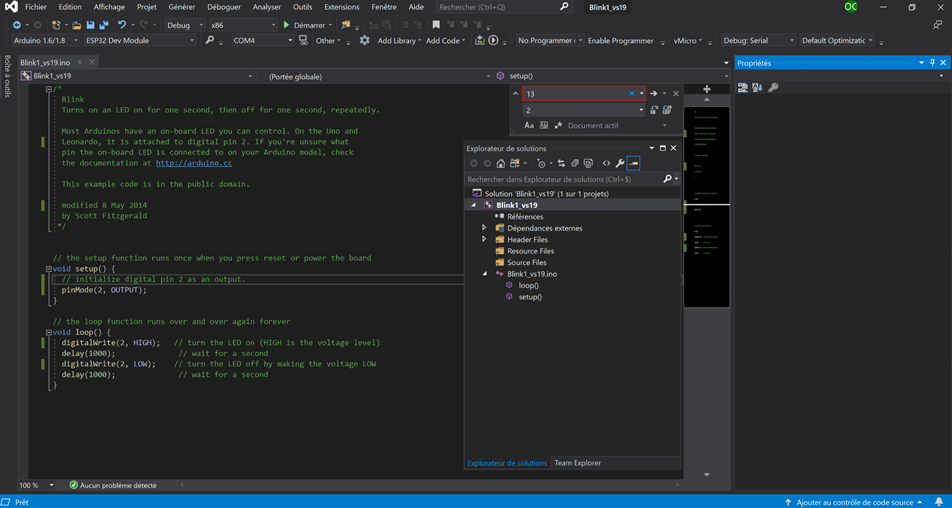 Fichier Edition Affichage Projet Générer Déboguer Analyser Outils Extensions Fenêtre Aide Rechercher (Ctrl+Q) Blink1_vs19 OC
Debug x86 Démarrer
Arduino 1.6/1.8 ESP32 Dev Module COM4 Other Add Library Add Code No Programmer Enable Programmer vMicro Debug: Serial Default Optimizatic
Boîte à outils
Blink1_vs19.ino
Propriétés
Blink1_vs19 (Portée globale) setup()
13
2
Aa Ab Document actif
/*
Blink
Turns on an LED on for one second, then off for one second, repeatedly.
Most Arduinos have an on-board LED you can control. On the Uno and
Leonardo, it is attached to digital pin 2. If you're unsure what
pin the on-board LED is connected to on your Arduino model, check
the documentation at http://arduino.cc
This example code is in the public domain.
modified 8 May 2014
by Scott Fitzgerald
*/
// the setup function runs once when you press reset or power the board
void setup() {
// initialize digital pin 2 as an output.
pinMode(2, OUTPUT);
}
// the loop function runs over and over again forever
void loop() {
digitalWrite(2, HIGH); // turn the LED on (HIGH is the voltage level)
delay(1000); // wait for a second
digitalWrite(2, LOW); // turn the LED off by making the voltage LOW
delay(1000); // wait for a second
}
Explorateur de solutions
Rechercher dans Explorateur de solutions (Ctrl+$)
Solution 'Blink1_vs19' (1 sur 1 projets)
Blink1_vs19
Références
Dépendances externes
Header Files
Resource Files
Source Files
Blink1_vs19.ino
loop()
setup()
Explorateur de solutions Team Explorer
100 % Aucun problème détecté
Prêt Ajouter au contrôle de code source